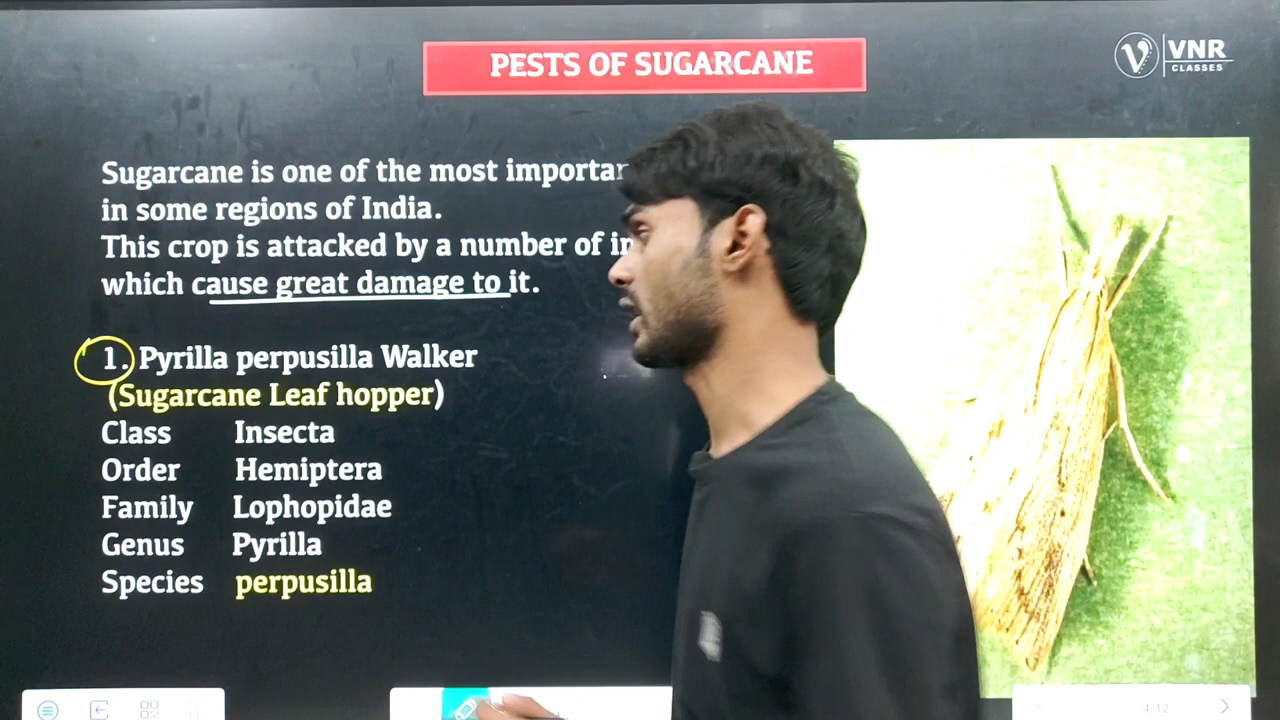 PESTS OF SUGARCANE
VNR
CLASSES
Sugarcane is one of the most
in some regions of India.
This crop is attacked by a number of
which cause great damage to it.
1. Pyrilla perpusilla Walker
(Sugarcane Leaf hopper)
Class Insecta
Order Hemiptera
Family Lophopidae
Genus Pyrilla
Species perpusilla
4/12